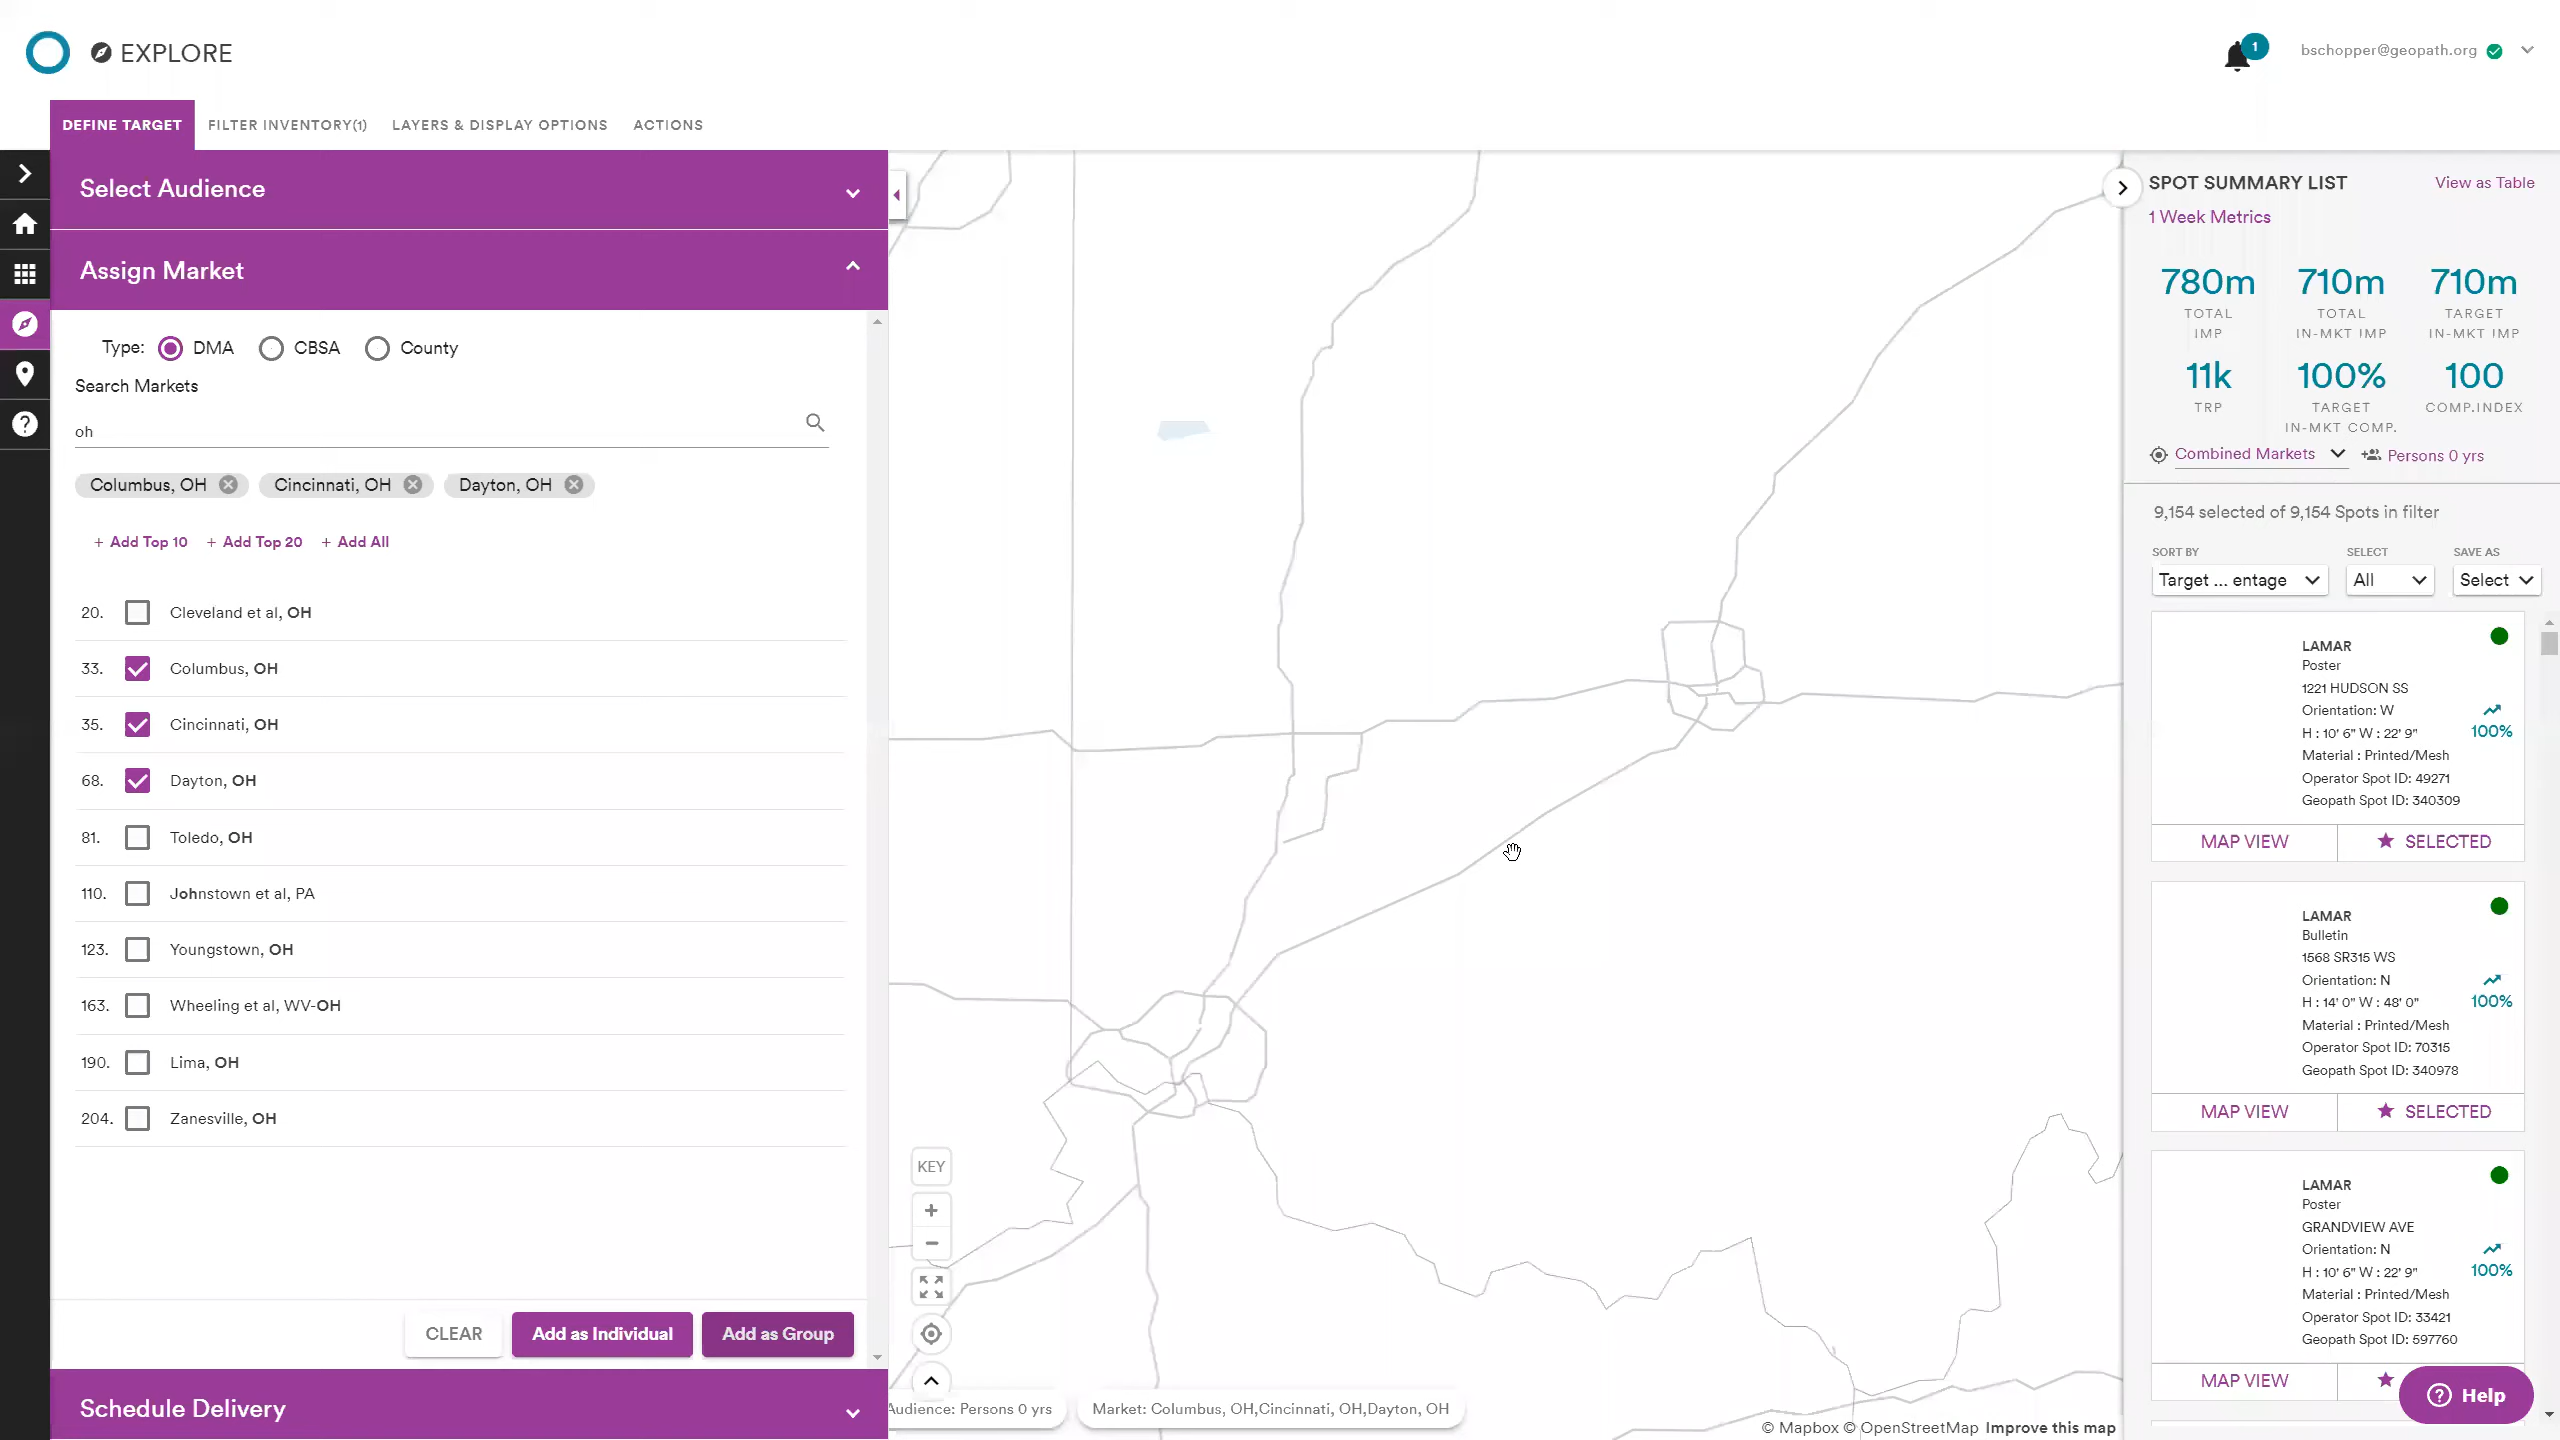 EXPLORE
1
bschopper@geopath.org
DEFINE TARGET
FILTER INVENTORY(1)
LAYERS & DISPLAY OPTIONS
ACTIONS
Select Audience
Assign Market
Type: DMA CBSA County
Search Markets
oh
Columbus, OH Cincinnati, OH Dayton, OH
+ Add Top 10 + Add Top 20 + Add All
20. Cleveland et al, OH
33. Columbus, OH
35. Cincinnati, OH
68. Dayton, OH
81. Toledo, OH
110. Johnstown et al, PA
123. Youngstown, OH
163. Wheeling et al, WV-OH
190. Lima, OH
204. Zanesville, OH
CLEAR Add as Individual Add as Group
Schedule Delivery
KEY
+
−
Audience: Persons 0 yrs
Market: Columbus, OH,Cincinnati, OH,Dayton, OH
© Mapbox © OpenStreetMap Improve this map
SPOT SUMMARY LIST View as Table
1 Week Metrics
780m 710m 710m
TOTAL IMP
TOTAL IN-MKT IMP
TARGET IN-MKT IMP
11k 100% 100
TRP
TARGET IN-MKT COMP.
COMP.INDEX
Combined Markets Persons 0 yrs
9,154 selected of 9,154 Spots in filter
SORT BY SELECT SAVE AS
Target ... entage All Select
LAMAR
Poster
1221 HUDSON SS
Orientation: W
H : 10' 6" W : 22' 9"
100%
Material : Printed/Mesh
Operator Spot ID: 49271
Geopath Spot ID: 340309
MAP VIEW SELECTED
LAMAR
Bulletin
1568 SR315 WS
Orientation: N
H : 14' 0" W : 48' 0"
100%
Material : Printed/Mesh
Operator Spot ID: 70315
Geopath Spot ID: 340978
MAP VIEW SELECTED
LAMAR
Poster
GRANDVIEW AVE
Orientation: N
H : 10' 6" W : 22' 9"
100%
Material : Printed/Mesh
Operator Spot ID: 33421
Geopath Spot ID: 597760
MAP VIEW
Help